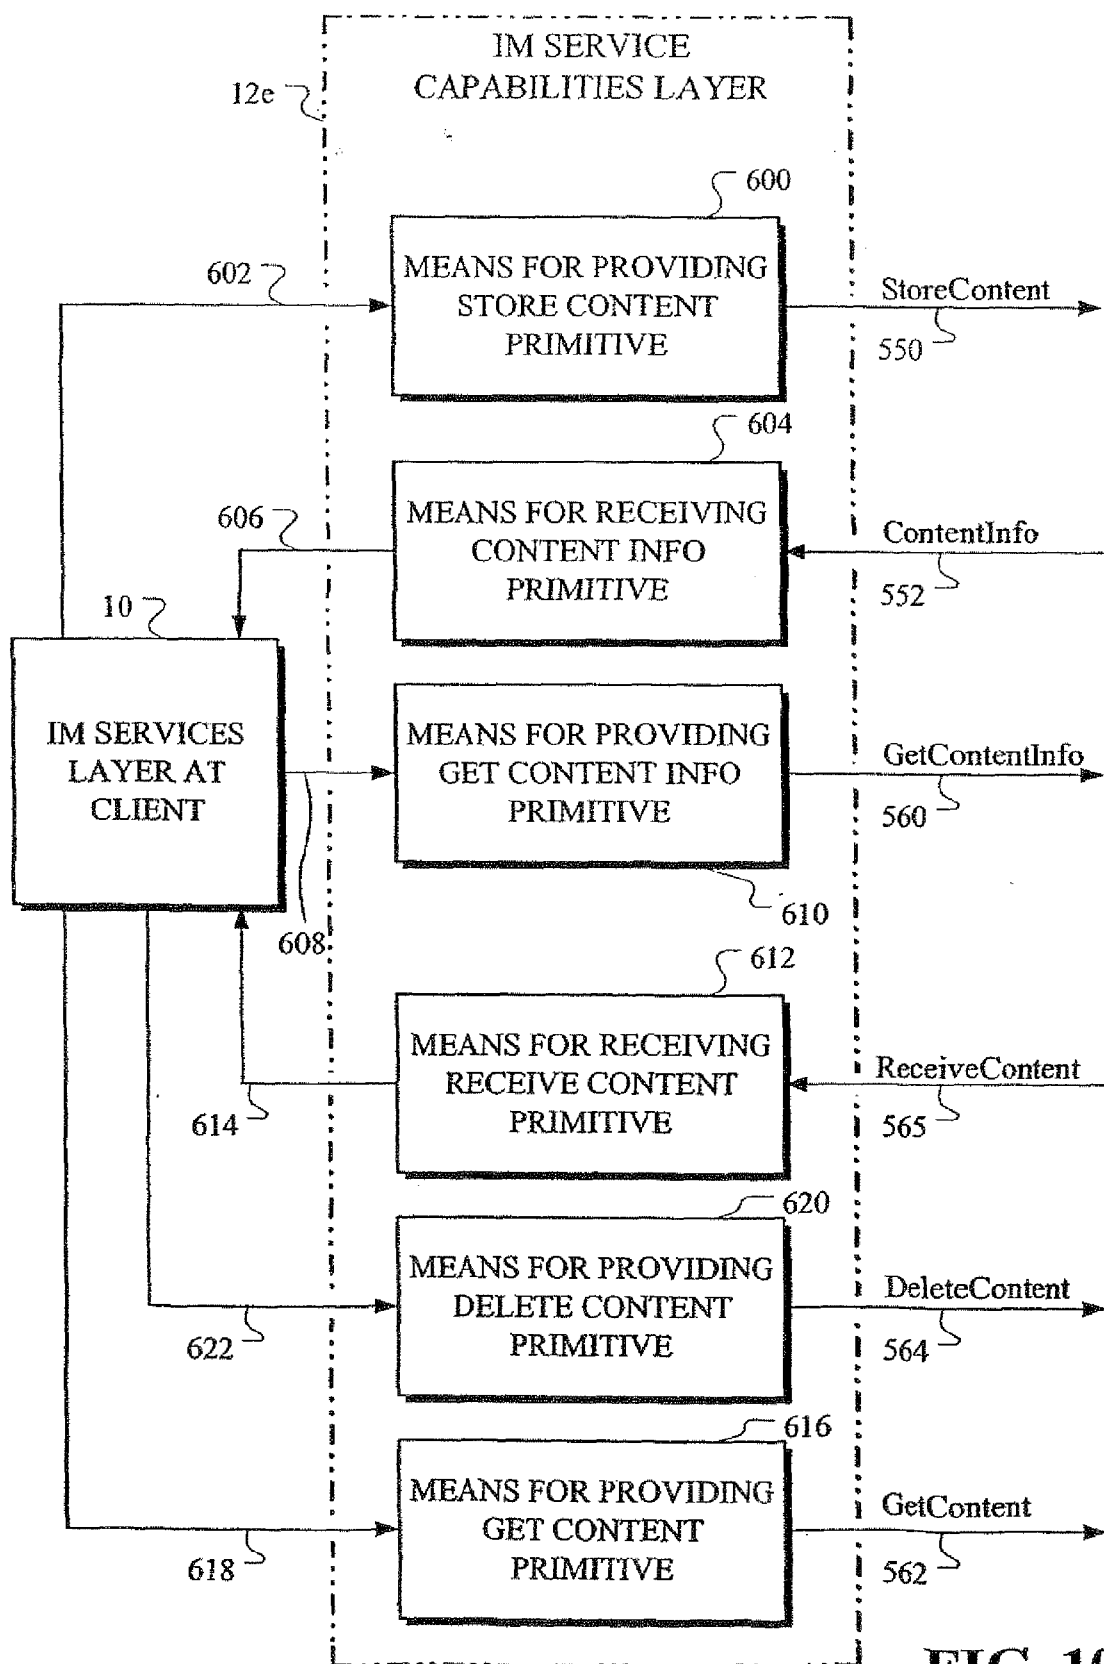 IM SERVICE
CAPABILITIES LAYER
12e
600
MEANS FOR PROVIDING
STORE CONTENT
PRIMITIVE
602
StoreContent
550
604
MEANS FOR RECEIVING
CONTENT INFO
PRIMITIVE
606
ContentInfo
552
10
IM SERVICES
LAYER AT
CLIENT
MEANS FOR PROVIDING
GET CONTENT INFO
PRIMITIVE
GetContentInfo
560
610
608
612
MEANS FOR RECEIVING
RECEIVE CONTENT
PRIMITIVE
614
ReceiveContent
565
620
MEANS FOR PROVIDING
DELETE CONTENT
PRIMITIVE
622
DeleteContent
564
616
MEANS FOR PROVIDING
GET CONTENT
PRIMITIVE
618
GetContent
562